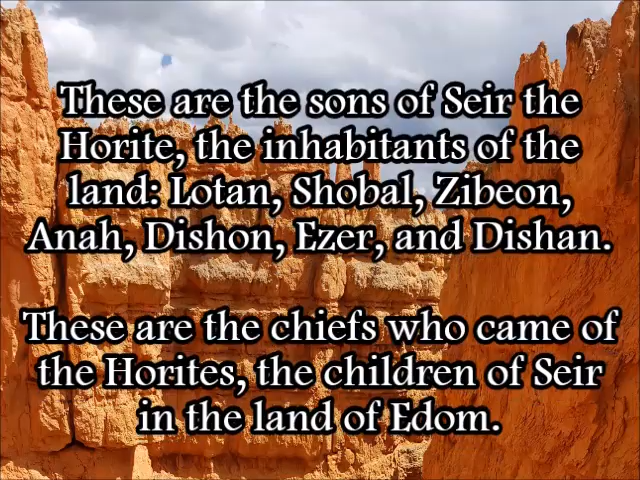 These are the sons of Seir the
Horite, the inhabitants of the
land: Lotan, Shobal, Zibeon,
Anah, Dishon, Ezer, and Dishan.
These are the chiefs who came of
the Horites, the children of Seir
in the land of Edom.